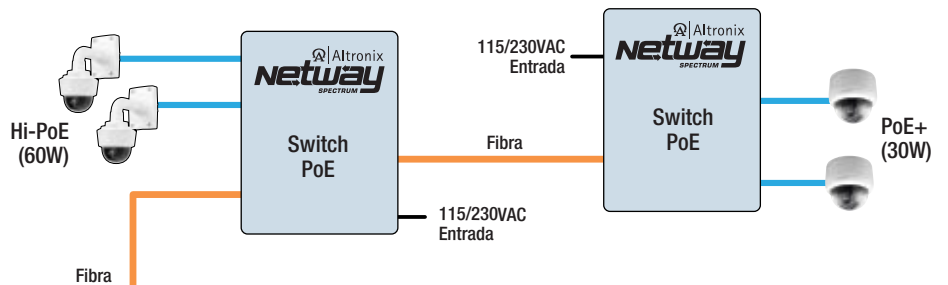 Altronix
Netway
SPECTRUM
Switch
PoE
Hi-PoE
(60W)
Fibra
115/230VAC
Entrada
Fibra
115/230VAC
Entrada
Altronix
Netway
SPECTRUM
Switch
PoE
PoE+
(30W)